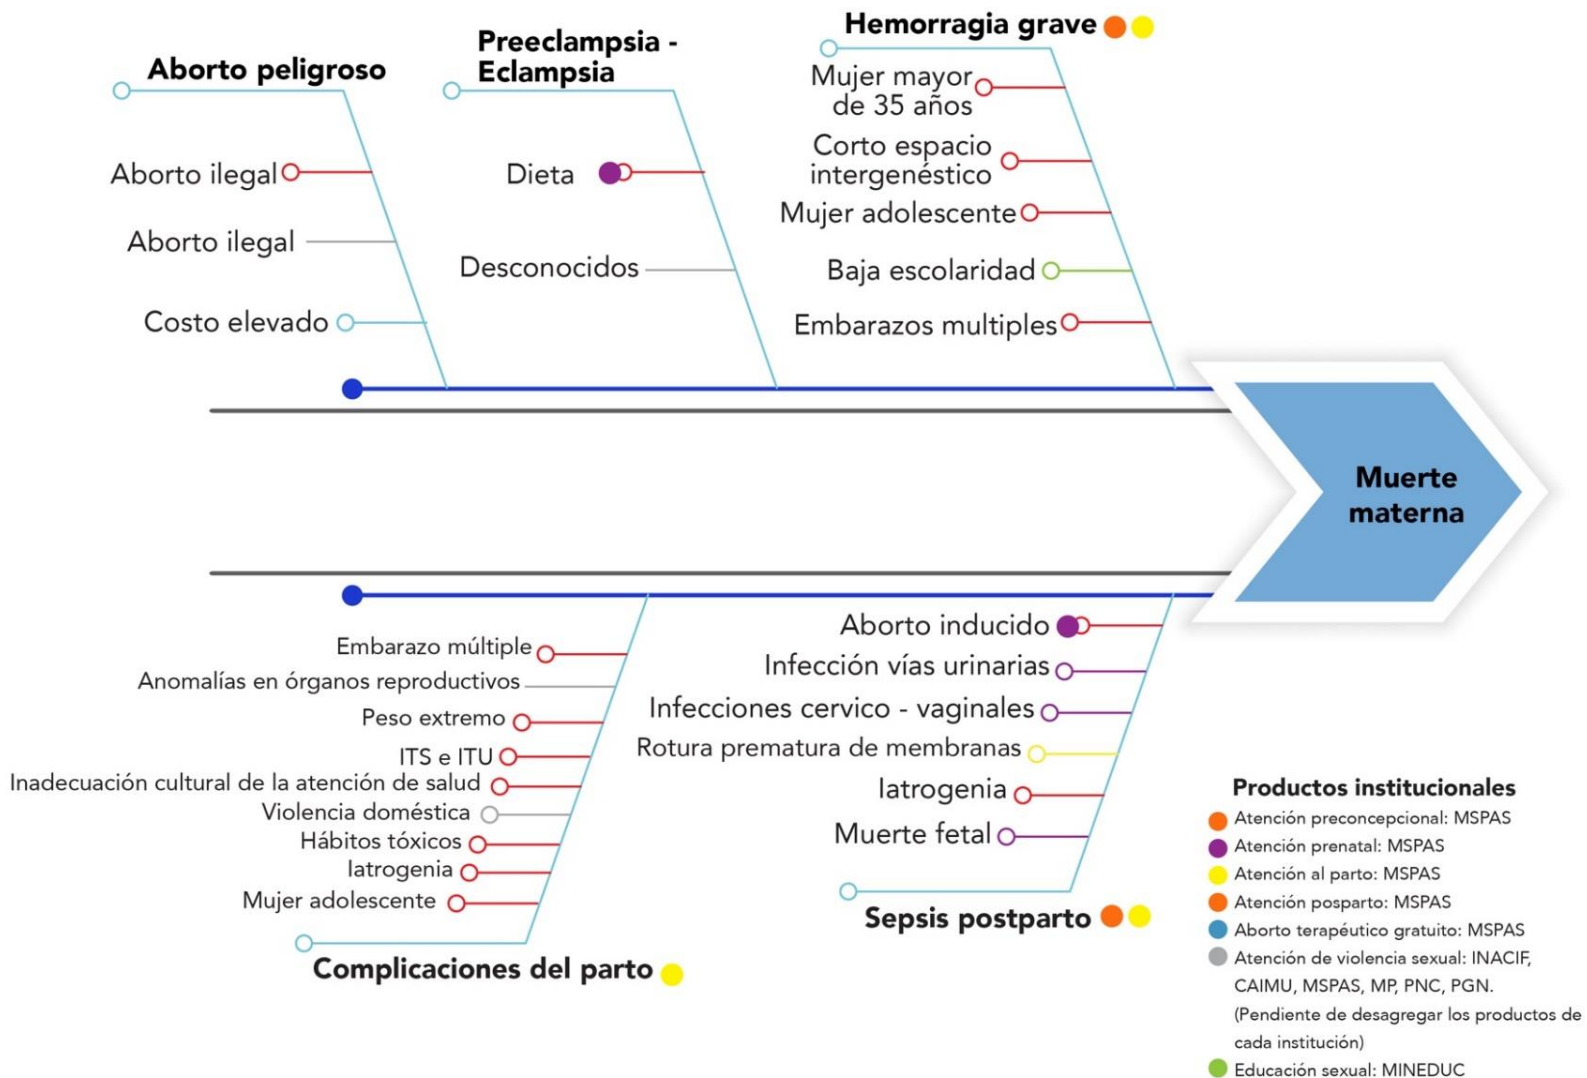 Aborto peligroso
Aborto ilegal
Aborto ilegal
Costo elevado
Preeclampsia -
Eclampsia
Dieta
Desconocidos
Hemorragia grave
Mujer mayor
de 35 años
Corto espacio
intergenéstico
Mujer adolescente
Baja escolaridad
Embarazos multiples
Muerte
materna
Embarazo múltiple
Anomalías en órganos reproductivos
Peso extremo
ITS e ITU
Inadecuación cultural de la atención de salud
Violencia doméstica
Hábitos tóxicos
Iatrogenia
Mujer adolescente
Complicaciones del parto
Aborto inducido
Infección vías urinarias
Infecciones cervico - vaginales
Rotura prematura de membranas
Iatrogenia
Muerte fetal
Sepsis postparto
Productos institucionales
Atención preconcepcional: MSPAS
Atención prenatal: MSPAS
Atención al parto: MSPAS
Atención posparto: MSPAS
Aborto terapéutico gratuito: MSPAS
Atención de violencia sexual: INACIF,
CAIMU, MSPAS, MP, PNC, PGN.
(Pendiente de desagregar los productos de
cada institución)
Educación sexual: MINEDUC